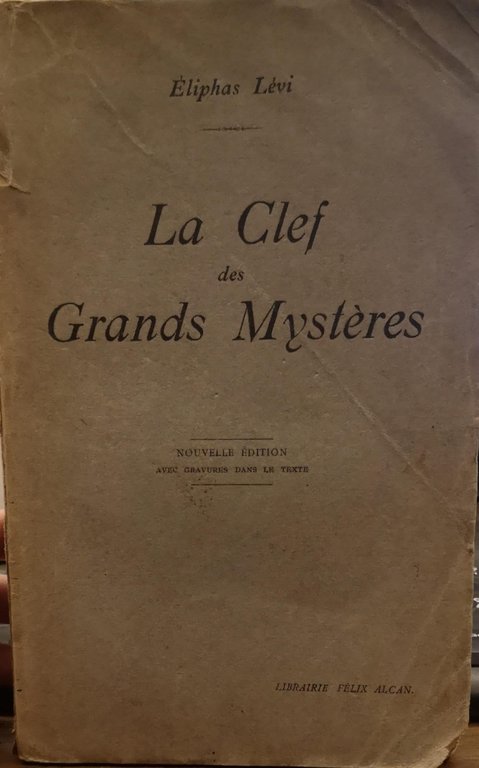 Éliphas Lévi
La Clef
des
Grands Mystères
NOUVELLE ÉDITION
AVEC GRAVURES DANS LE TEXTE
LIBRAIRIE FÉLIX ALCAN.